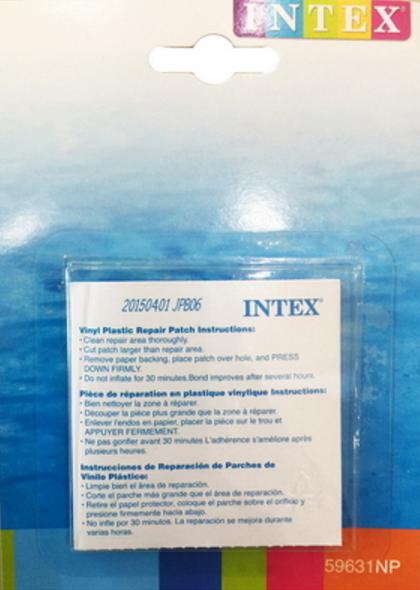 INTEX®
20150401 JPB06
INTEX®
Vinyl Plastic Repair Patch Instructions:
• Clean repair area thoroughly.
• Cut patch larger than repair area.
• Remove paper backing, place patch over hole, and PRESS
DOWN FIRMLY.
• Do not inflate for 30 minutes.Bond improves after several hours.
Pièce de réparation en plastique vinylique Instructions:
• Bien nettoyer la zone à réparer.
• Découper la pièce plus grande que la zone à réparer.
• Enlever l'endos en papier, placer la pièce sur le trou et
APPUYER FERMEMENT.
• Ne pas gonfler avant 30 minutes L'adhérence s'améliore après
plusieurs heures.
Instrucciones de Reparación de Parches de
Vinilo Plástico:
• Limpie bien el área de reparación.
• Corte el parche más grande que el área de reparación.
• Retire el papel protector, coloque el parche sobre el orificio y
presione firmemente hacia abajo.
• No infle por 30 minutos. La reparación se mejora durante
varias horas.
59631NP